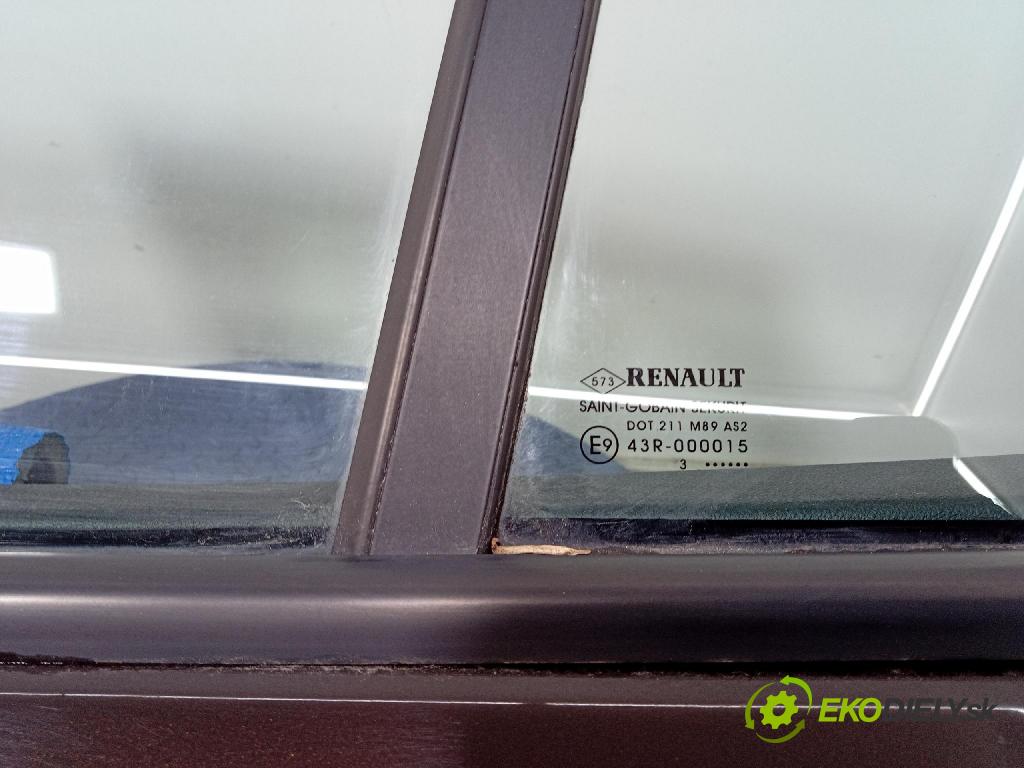 573 RENAULT
SAINT-GOBAIN SEKURIT
DOT 211 M89 AS2
E9 43R-000015
3 ••••••
EKODIELY.sk